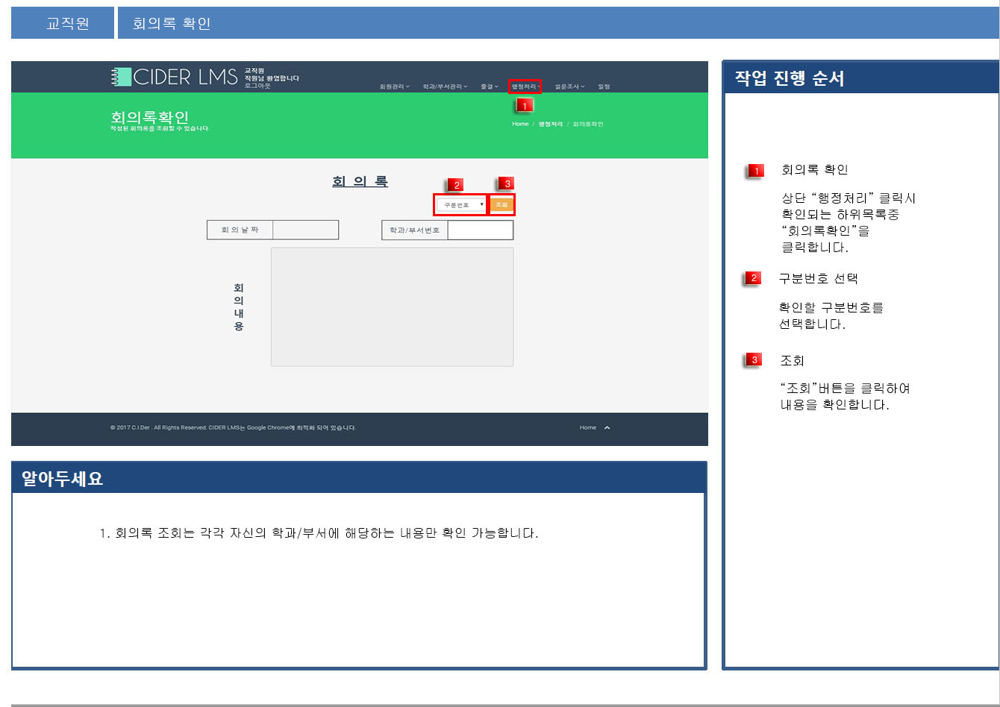 교직원
회의록 확인
CIDER LMS
교직원
직원님 환영합니다
로그아웃
회원관리 학과/부서관리 출결 행정처리 설문조사 일정
1
회의록확인
작성된 회의록을 조회할 수 있습니다.
Home / 행정처리 / 회의록확인
회 의 록
2
3
구분번호
조회
회 의 날 짜
학과/부서번호
회
의
내
용
© 2017 C.I.Der . All Rights Reserved. CIDER LMS는 Google Chrome에 최적화 되어 있습니다.
Home
알아두세요
1. 회의록 조회는 각각 자신의 학과/부서에 해당하는 내용만 확인 가능합니다.
작업 진행 순서
1 회의록 확인
상단 “행정처리” 클릭시
확인되는 하위목록중
“회의록확인”을
클릭합니다.
2 구분번호 선택
확인할 구분번호를
선택합니다.
3 조회
“조회”버튼을 클릭하여
내용을 확인합니다.